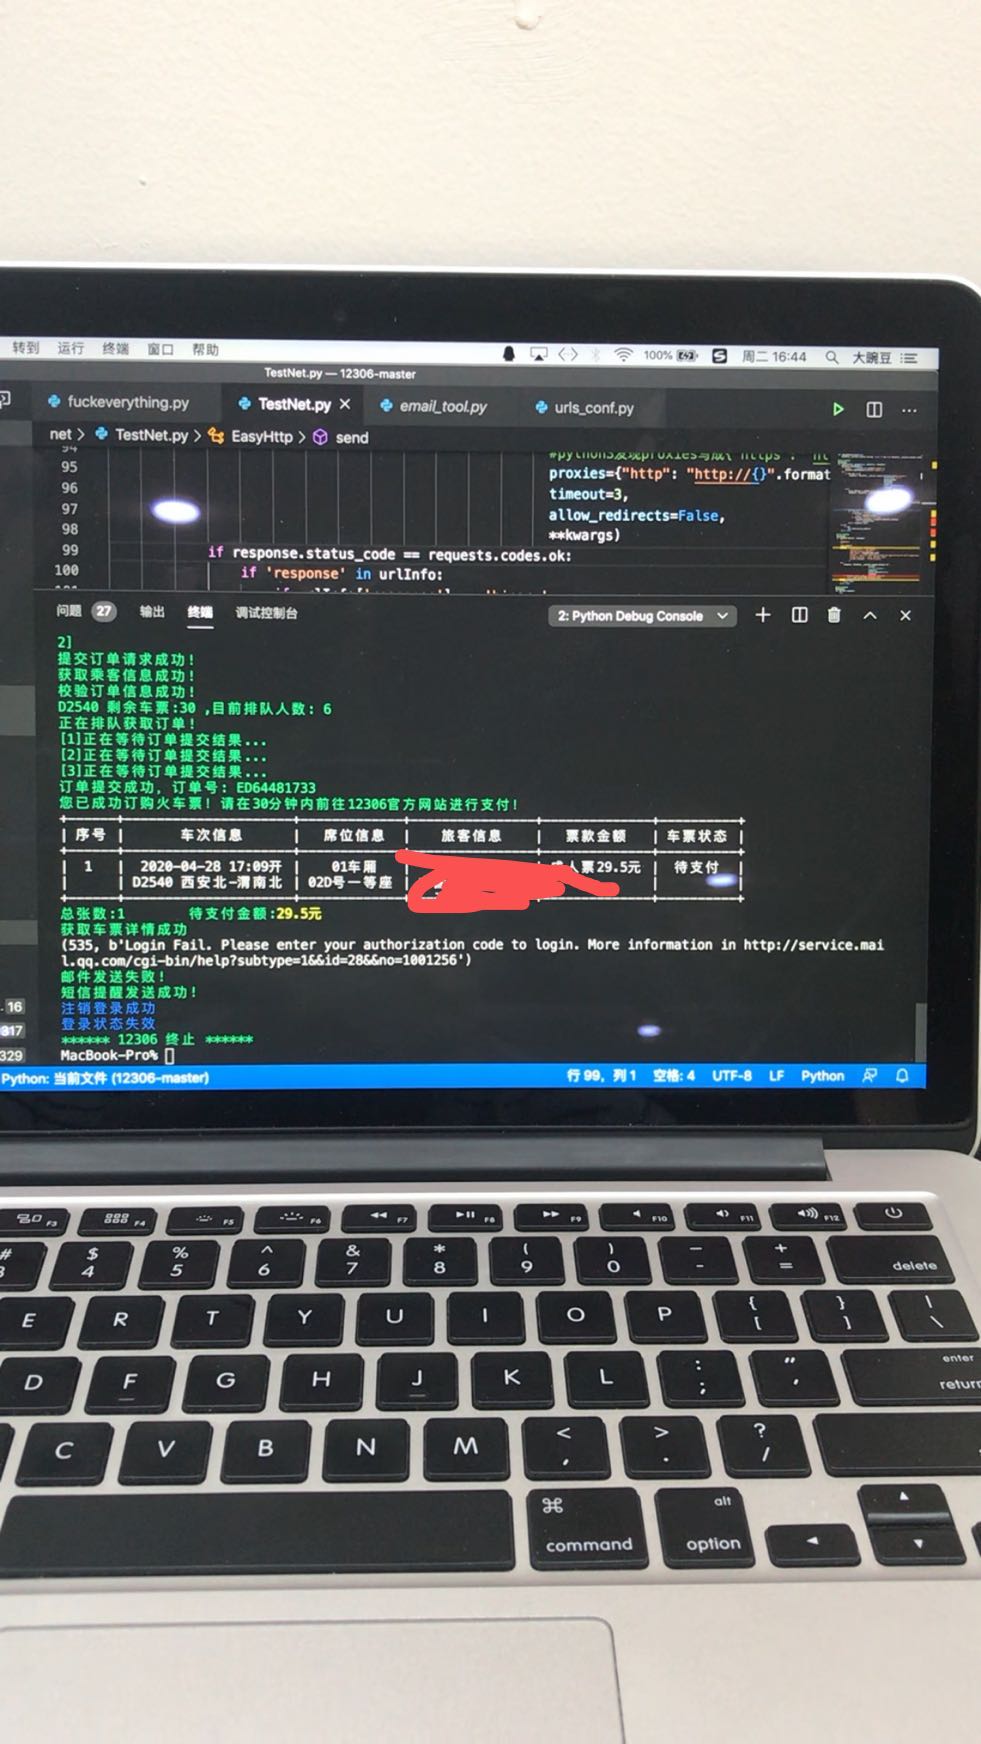 转到 运行 终端 窗口 帮助 100% 周二 16:44 大豌豆
TestNet.py — 12306-master
fuckeverything.py TestNet.py × email_tool.py urls_conf.py ...
net > TestNet.py > EasyHttp > send
94
95 proxies={"http": "http://{}".format
96 timeout=3,
97 allow_redirects=False,
98 **kwargs)
99 if response.status_code == requests.codes.ok:
100 if 'response' in urlInfo:
问题 27 输出 终端 调试控制台 2: Python Debug Console
2]
提交订单请求成功!
获取乘客信息成功!
校验订单信息成功!
D2540 剩余车票:30 ,目前排队人数: 6
正在排队获取订单!
[1]正在等待订单提交结果...
[2]正在等待订单提交结果...
[3]正在等待订单提交结果...
订单提交成功, 订单号: ED64481733
您已成功订购火车票! 请在30分钟内前往12306官方网站进行支付!
| 序号 | 车次信息 | 席位信息 | 旅客信息 | 票款金额 | 车票状态 |
| 1 | 2020-04-28 17:09开 | 01车厢 人票29.5元 | 待支付
D2540 西安北-渭南北 | 02D号一等座
总张数:1 待支付金额:29.5元
获取车票详情成功
(535, b'Login Fail. Please enter your authorization code to login. More information in http://service.mai
l.qq.com/cgi-bin/help?subtype=1&&id=28&&no=1001256')
邮件发送失败!
短信提醒发送成功!
注销登录成功
登录状态失效
****** 12306 终止 ******
MacBook-Pro%
16
317
329
Python: 当前文件 (12306-master) 行 99, 列 1 空格: 4 UTF-8 LF Python
F3 F4 F5 F6 F7 F8 F9 F10 F11 F12
# 3 $ 4 % 5 ^ 6 & 7 * 8 ( 9 ) 0 _ - + = delete
E R T Y U I O P { [ } ] | \
D F G H J K L : ; " ' enter return
C V B N M < , > . ? /
⌘ command alt option